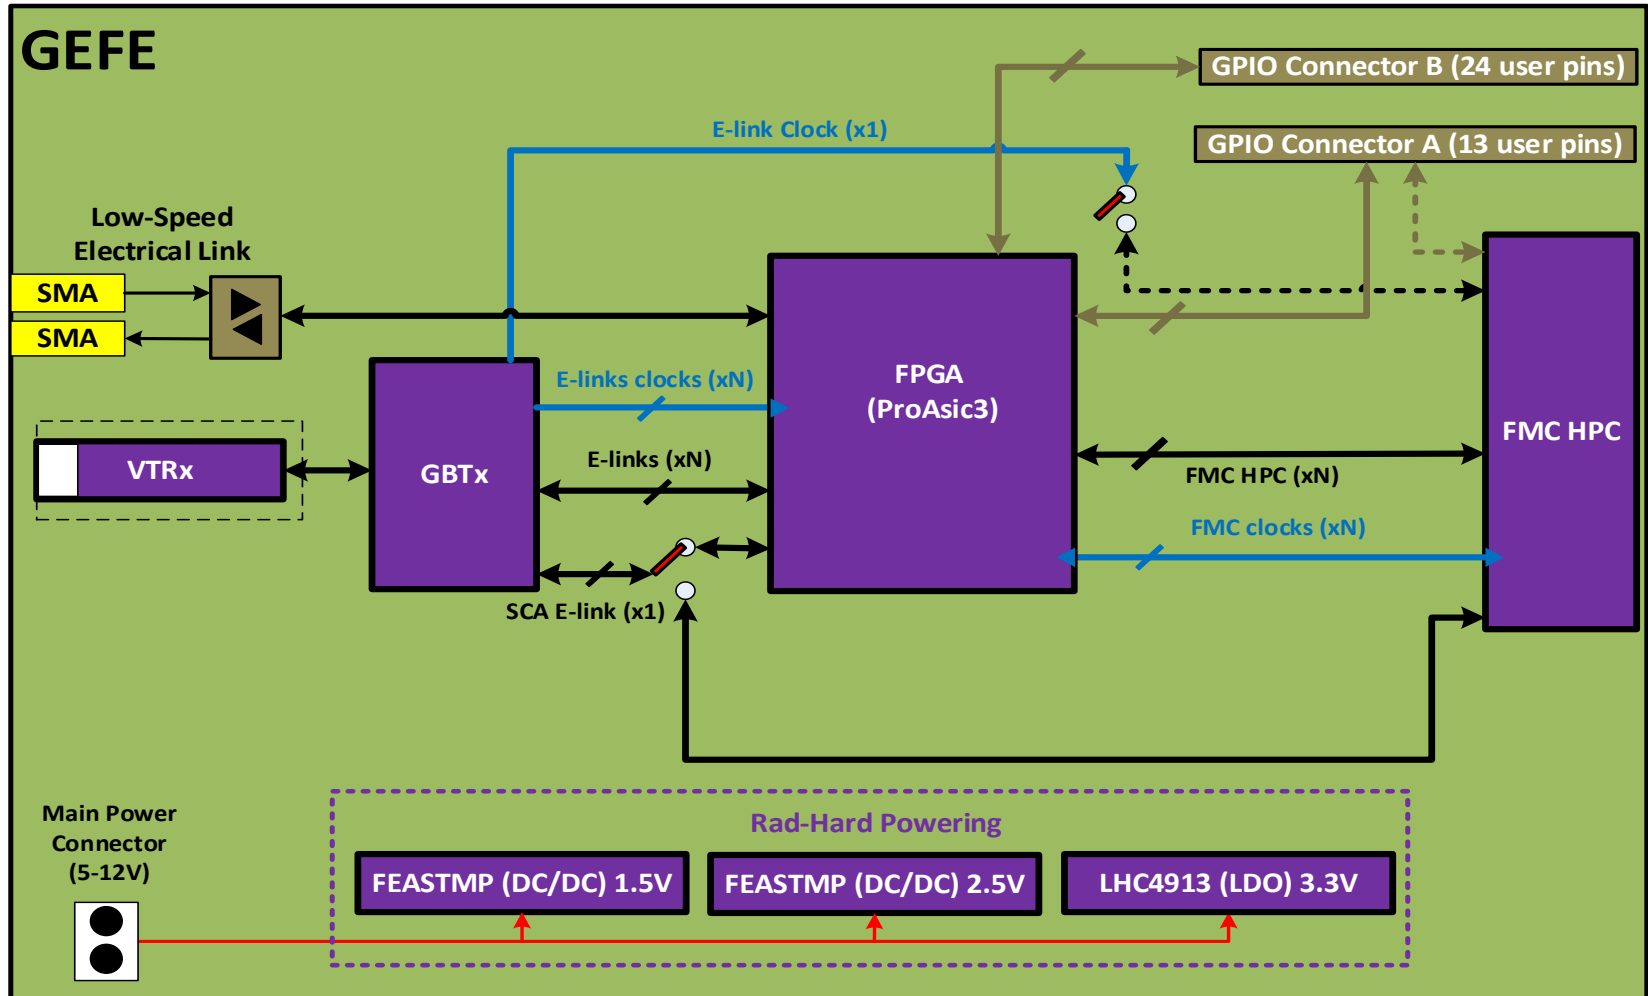 GEFE
GPIO Connector B (24 user pins)
E-link Clock (x1)
GPIO Connector A (13 user pins)
Low-Speed
Electrical Link
SMA
SMA
E-links clocks (xN)
FPGA
(ProAsic3)
FMC HPC
VTRx
GBTx
E-links (xN)
FMC HPC (xN)
FMC clocks (xN)
SCA E-link (x1)
Main Power
Connector
(5-12V)
Rad-Hard Powering
FEASTMP (DC/DC) 1.5V
FEASTMP (DC/DC) 2.5V
LHC4913 (LDO) 3.3V